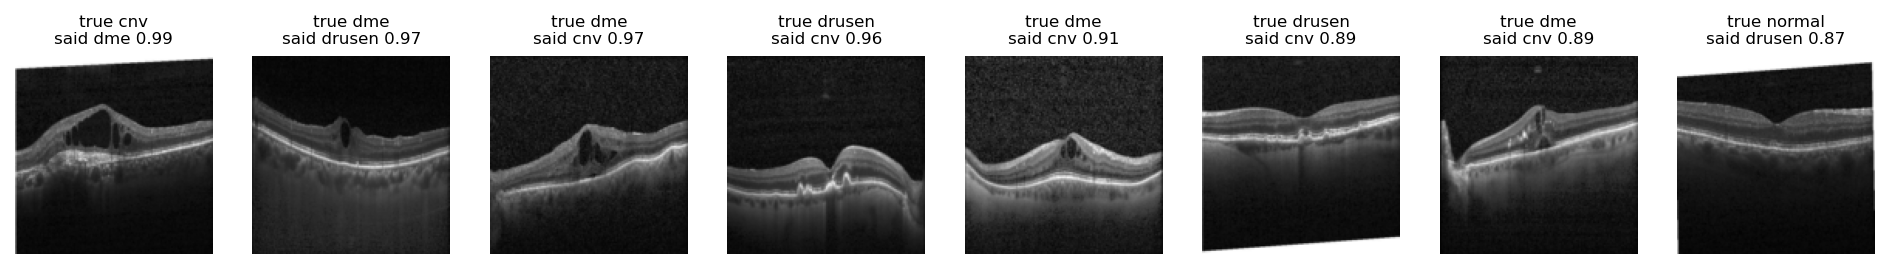 true cnv
said dme 0.99
true dme
said drusen 0.97
true dme
said cnv 0.97
true drusen
said cnv 0.96
true dme
said cnv 0.91
true drusen
said cnv 0.89
true dme
said cnv 0.89
true normal
said drusen 0.87